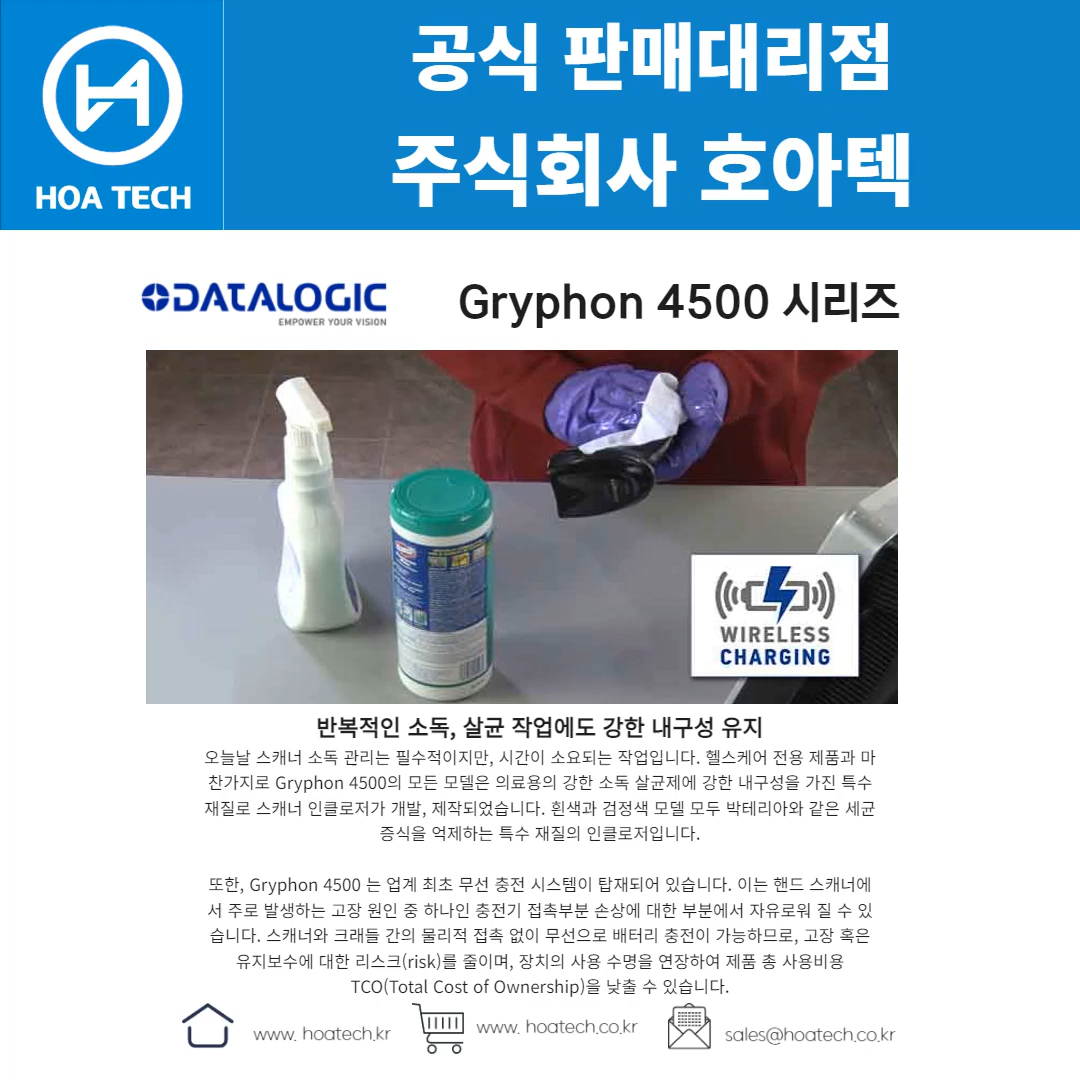 공식 판매대리점
주식회사 호아텍
HOA TECH
DATALOGIC
EMPOWER YOUR VISION
Gryphon 4500 시리즈
WIRELESS
CHARGING
반복적인 소독, 살균 작업에도 강한 내구성 유지
오늘날 스캐너 소독 관리는 필수적이지만, 시간이 소요되는 작업입니다. 헬스케어 전용 제품과 마
찬가지로 Gryphon 4500의 모든 모델은 의료용의 강한 소독 살균제에 강한 내구성을 가진 특수
재질로 스캐너 인클로저가 개발, 제작되었습니다. 흰색과 검정색 모델 모두 박테리아와 같은 세균
증식을 억제하는 특수 재질의 인클로저입니다.
또한, Gryphon 4500 는 업계 최초 무선 충전 시스템이 탑재되어 있습니다. 이는 핸드 스캐너에
서 주로 발생하는 고장 원인 중 하나인 충전기 접촉부분 손상에 대한 부분에서 자유로워 질 수 있
습니다. 스캐너와 크래들 간의 물리적 접촉 없이 무선으로 배터리 충전이 가능하므로, 고장 혹은
유지보수에 대한 리스크(risk)를 줄이며, 장치의 사용 수명을 연장하여 제품 총 사용비용
TCO(Total Cost of Ownership)을 낮출 수 있습니다.
www. hoatech.kr
www. hoatech.co.kr
sales@hoatech.co.kr